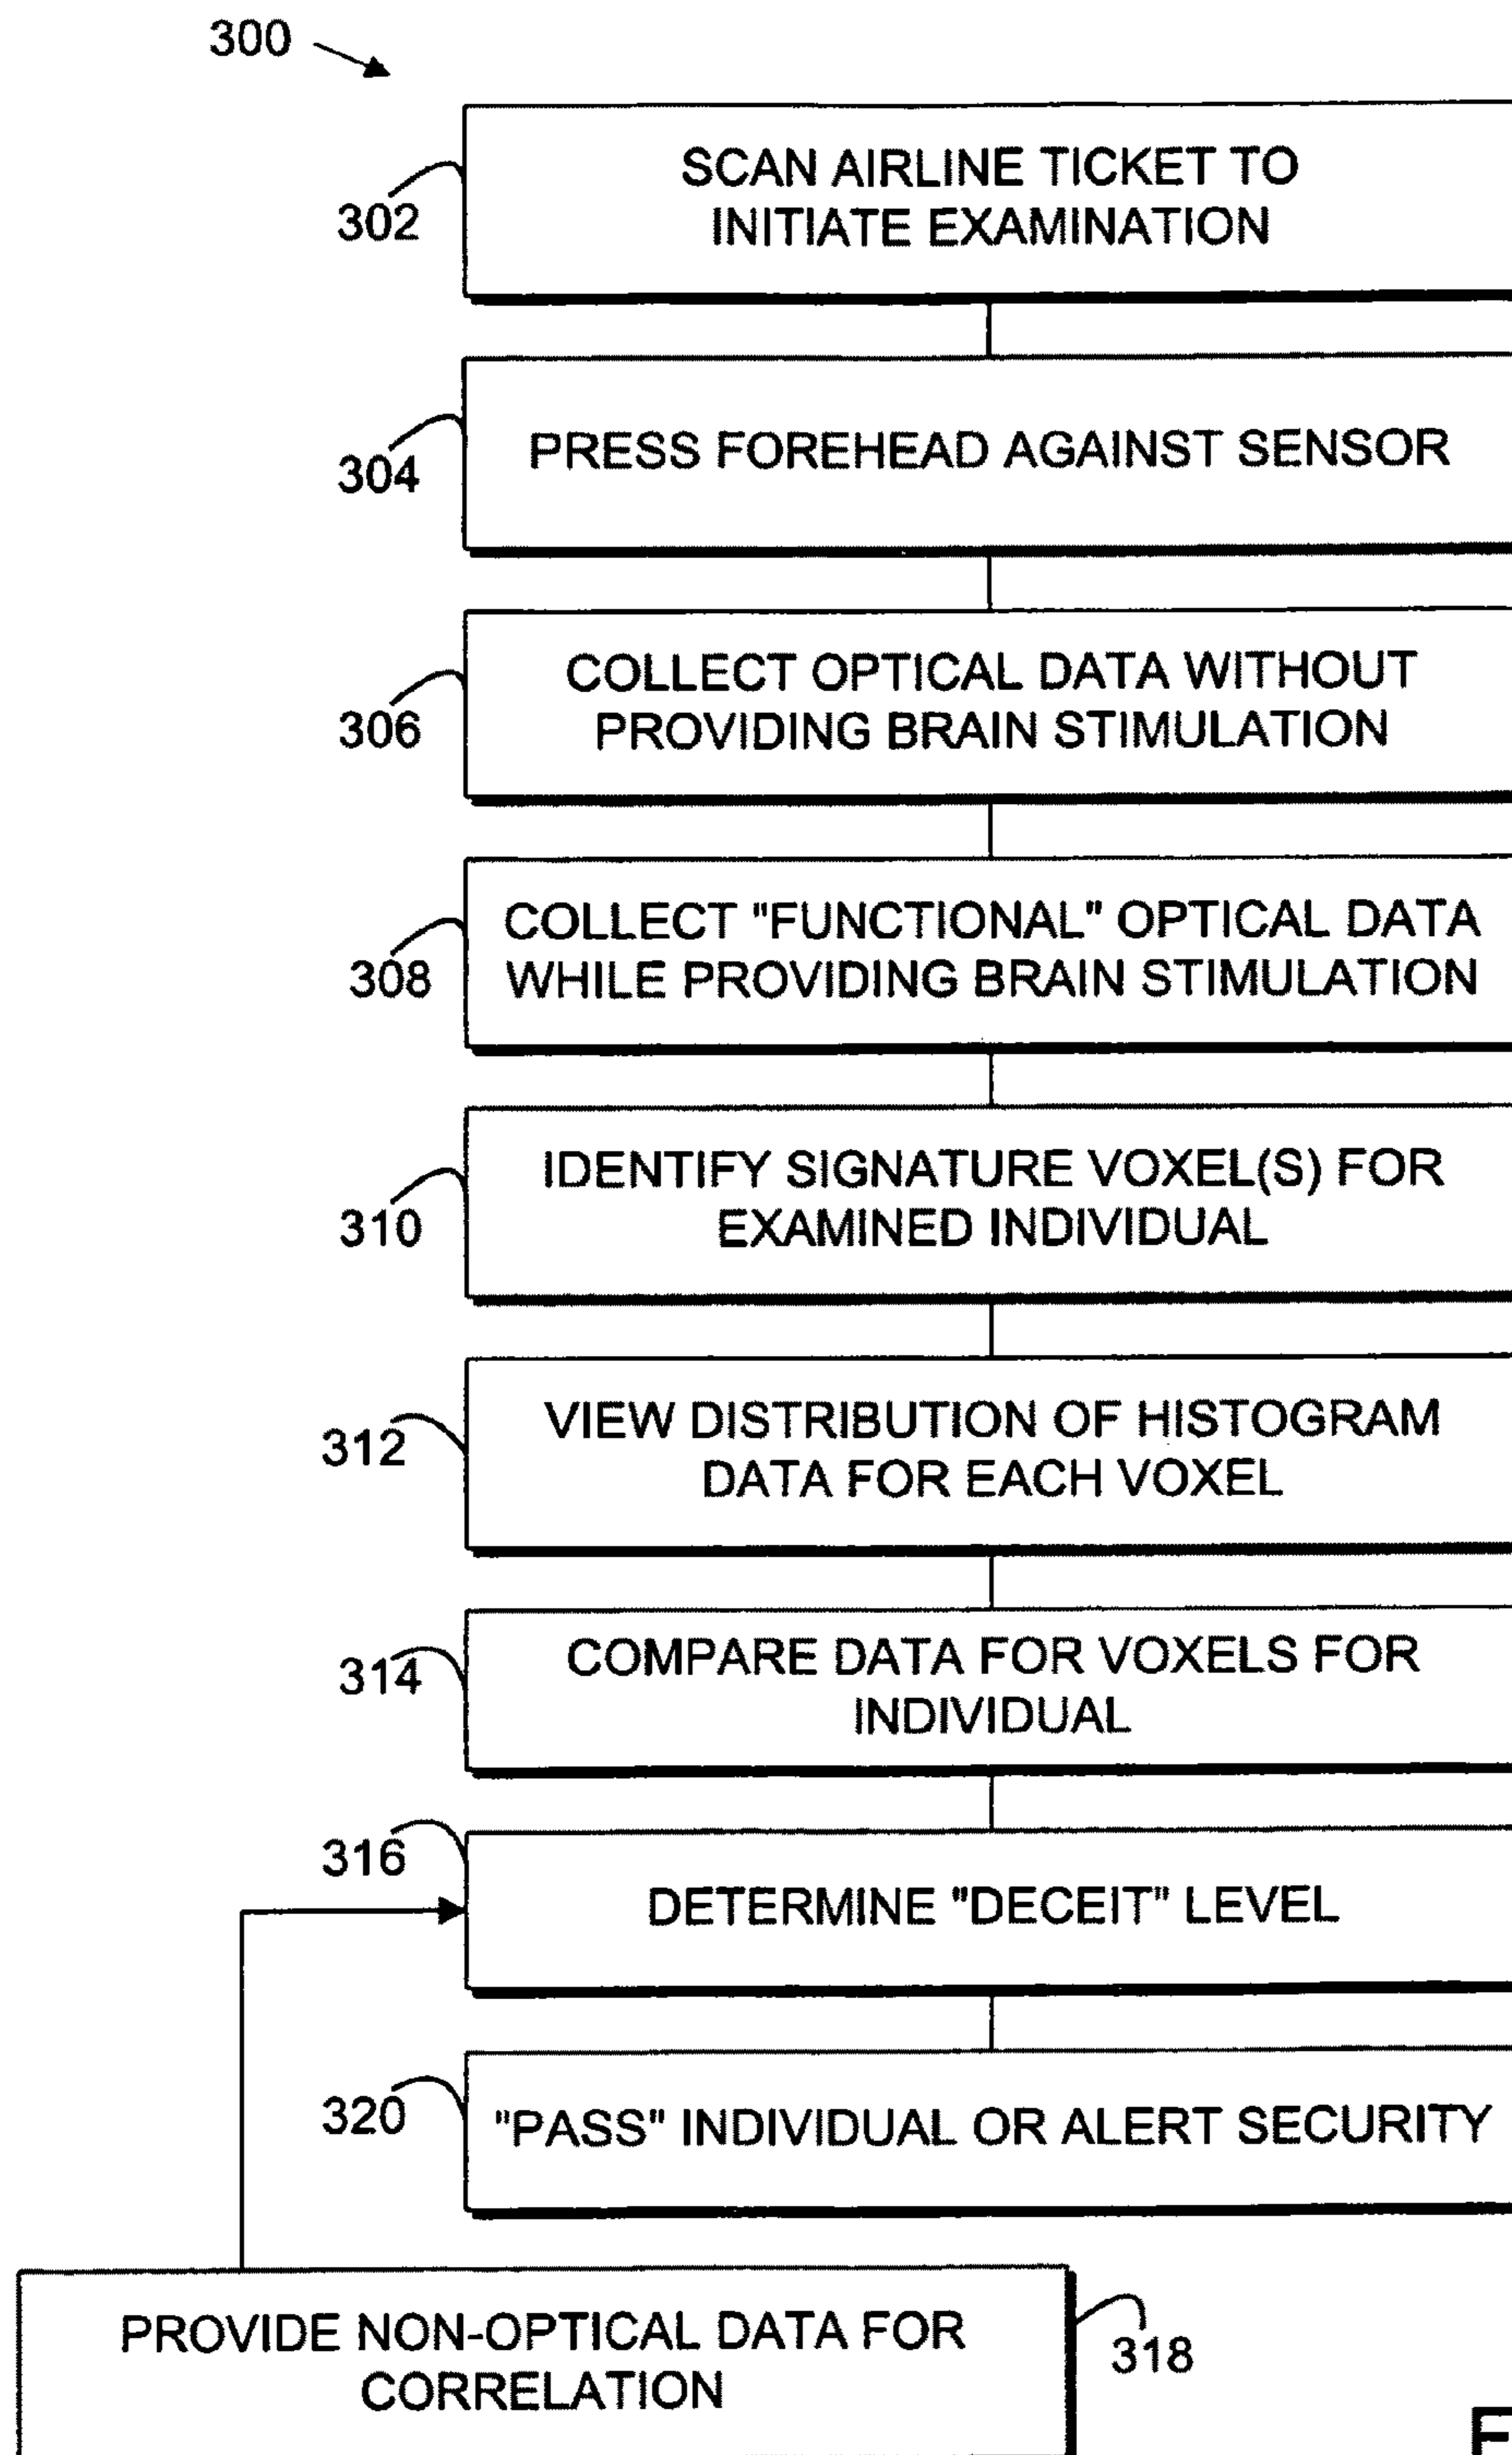 300
302
SCAN AIRLINE TICKET TO
INITIATE EXAMINATION
304
PRESS FOREHEAD AGAINST SENSOR
306
COLLECT OPTICAL DATA WITHOUT
PROVIDING BRAIN STIMULATION
308
COLLECT "FUNCTIONAL" OPTICAL DATA
WHILE PROVIDING BRAIN STIMULATION
310
IDENTIFY SIGNATURE VOXEL(S) FOR
EXAMINED INDIVIDUAL
312
VIEW DISTRIBUTION OF HISTOGRAM
DATA FOR EACH VOXEL
314
COMPARE DATA FOR VOXELS FOR
INDIVIDUAL
316
DETERMINE "DECEIT" LEVEL
320
"PASS" INDIVIDUAL OR ALERT SECURITY
PROVIDE NON-OPTICAL DATA FOR
CORRELATION
318